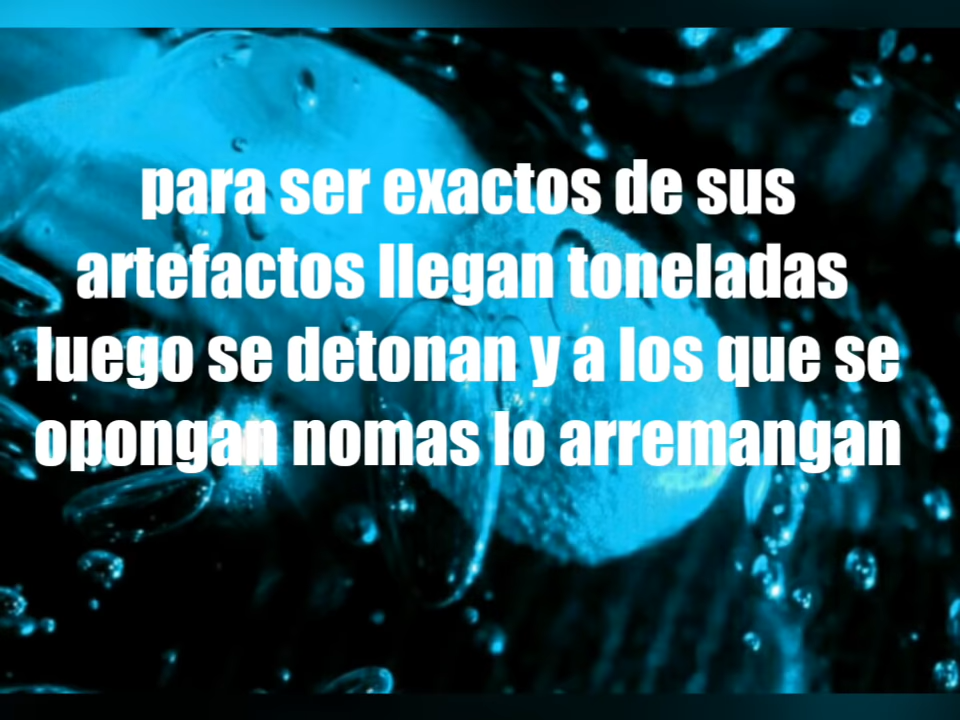 para ser exactos de sus
artefactos llegan toneladas
luego se detonan y a los que se
opongan nomas lo arremangan